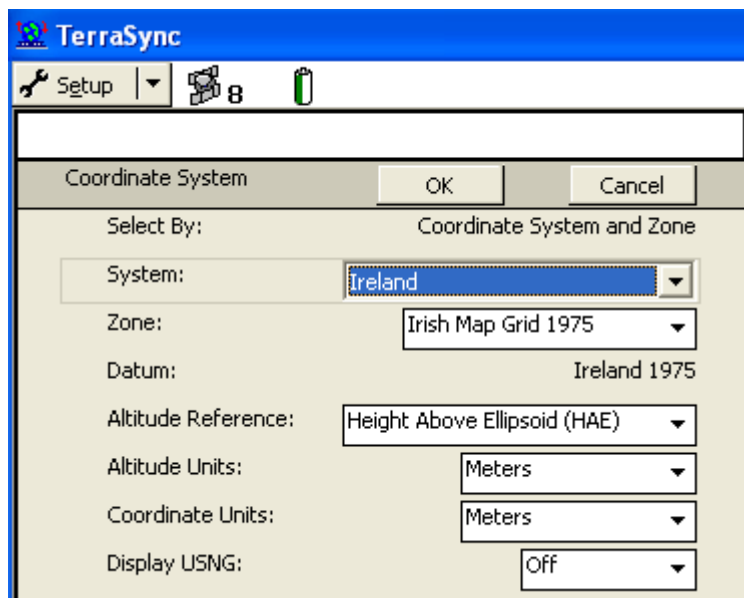 TerraSync
Setup 8
Coordinate System OK Cancel
Select By: Coordinate System and Zone
System: Ireland
Zone: Irish Map Grid 1975
Datum: Ireland 1975
Altitude Reference: Height Above Ellipsoid (HAE)
Altitude Units: Meters
Coordinate Units: Meters
Display USNG: Off